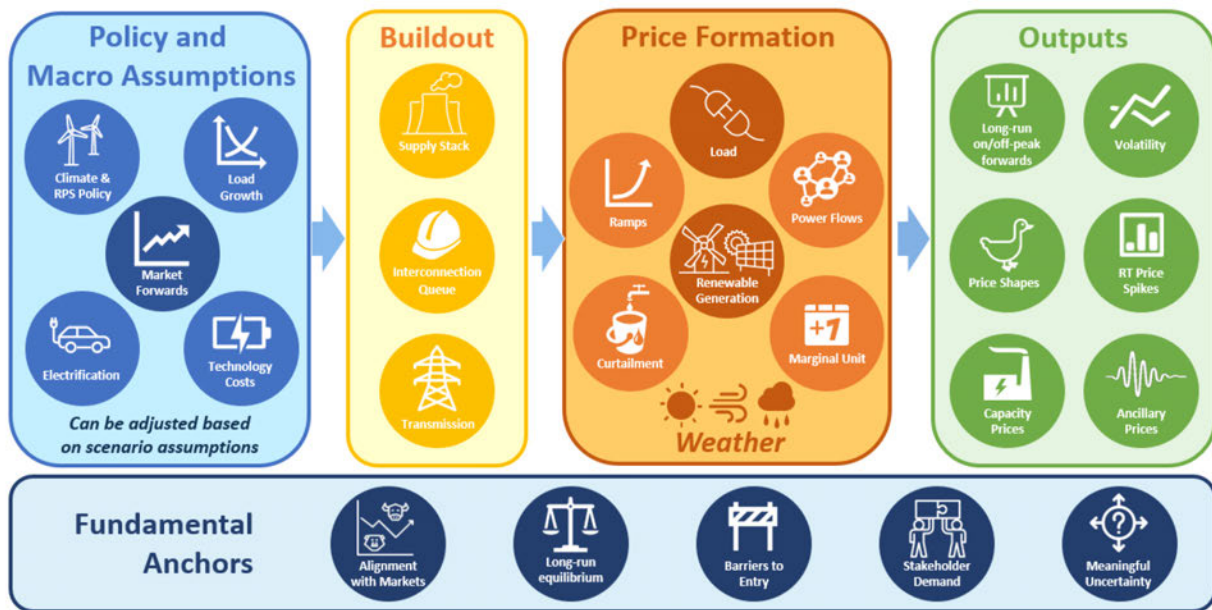 Policy and
Macro Assumptions
Climate &
RPS Policy
Load
Growth
Market
Forwards
Electrification
Technology
Costs
Can be adjusted based
on scenario assumptions
Buildout
Supply Stack
Interconnection
Queue
Transmission
Price Formation
Load
Ramps
Power Flows
Renewable
Generation
Curtailment
+1
Marginal Unit
Weather
Outputs
Long-run
on/off-peak
forwards
Volatility
Price Shapes
RT Price
Spikes
Capacity
Prices
Ancillary
Prices
Fundamental
Anchors
Alignment
with Markets
Long-run
equilibrium
Barriers to
Entry
Stakeholder
Demand
?
Meaningful
Uncertainty